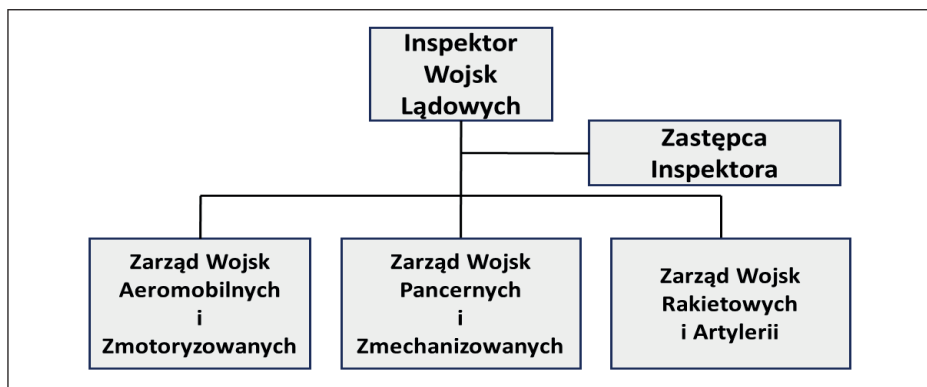 Inspektor
Wojsk
Lądowych
Zastępca
Inspektora
Zarząd Wojsk
Aeromobilnych
i
Zmotoryzowanych
Zarząd Wojsk
Pancernych
i
Zmechanizowanych
Zarząd Wojsk
Rakietowych
i Artylerii